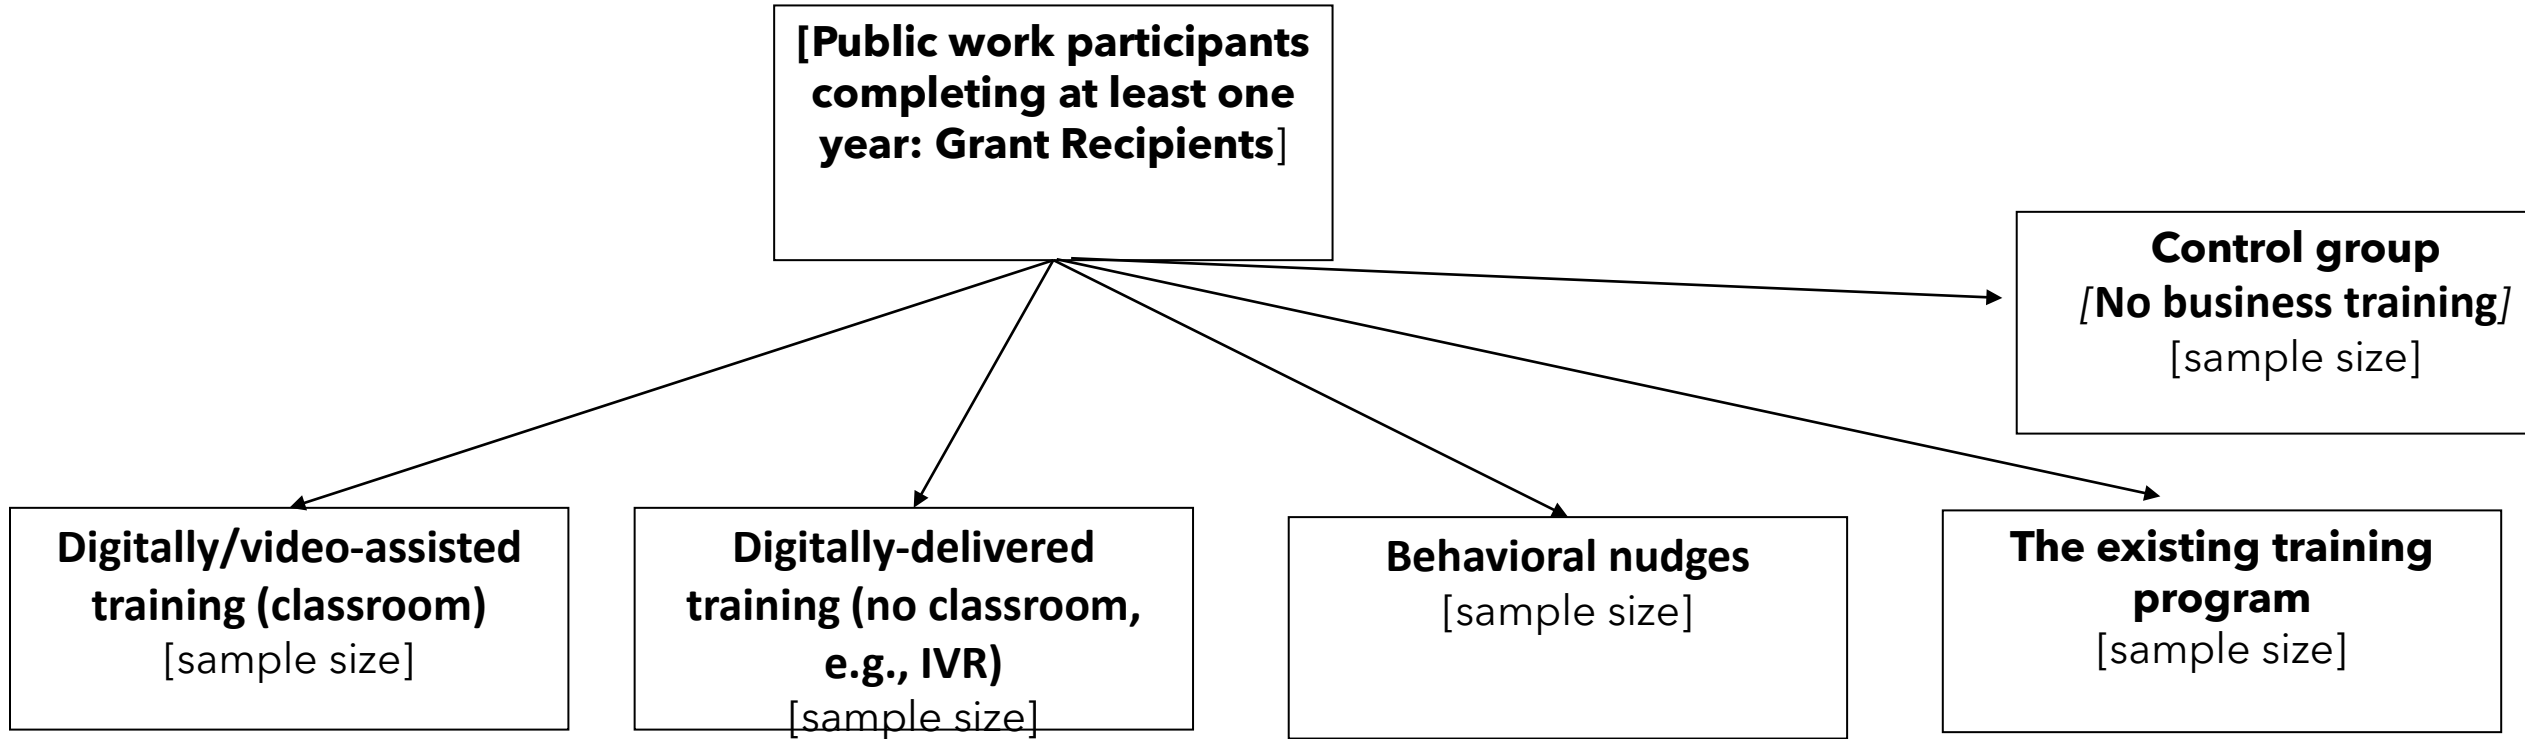 [Public work participants
completing at least one
year: Grant Recipients]
Control group
[No business training]
[sample size]
Digitally/video-assisted
training (classroom)
[sample size]
Digitally-delivered
training (no classroom,
e.g., IVR)
[sample size]
Behavioral nudges
[sample size]
The existing training
program
[sample size]